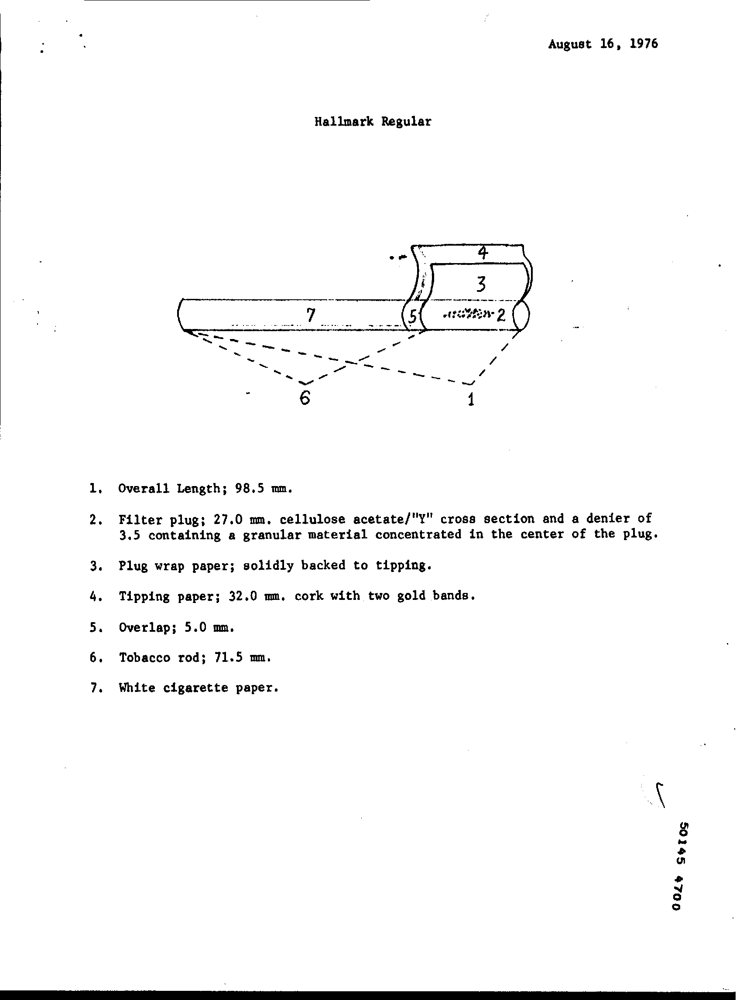 August 16, 1976
Hallmark Regular
4
3
7
5
2
6
1
1. Overall Length; 98.5 mm.
2. Filter plug; 27.0 mm. cellulose acetate/"Y" cross section and a denier of
3.5 containing a granular material concentrated in the center of the plug.
3. Plug wrap paper; solidly backed to tipping.
4. Tipping paper; 32.0 mm. cork with two gold bands.
5. Overlap; 5.0 mm.
6. Tobacco rod; 71.5 mm.
7. White cigarette paper.
50145 4700